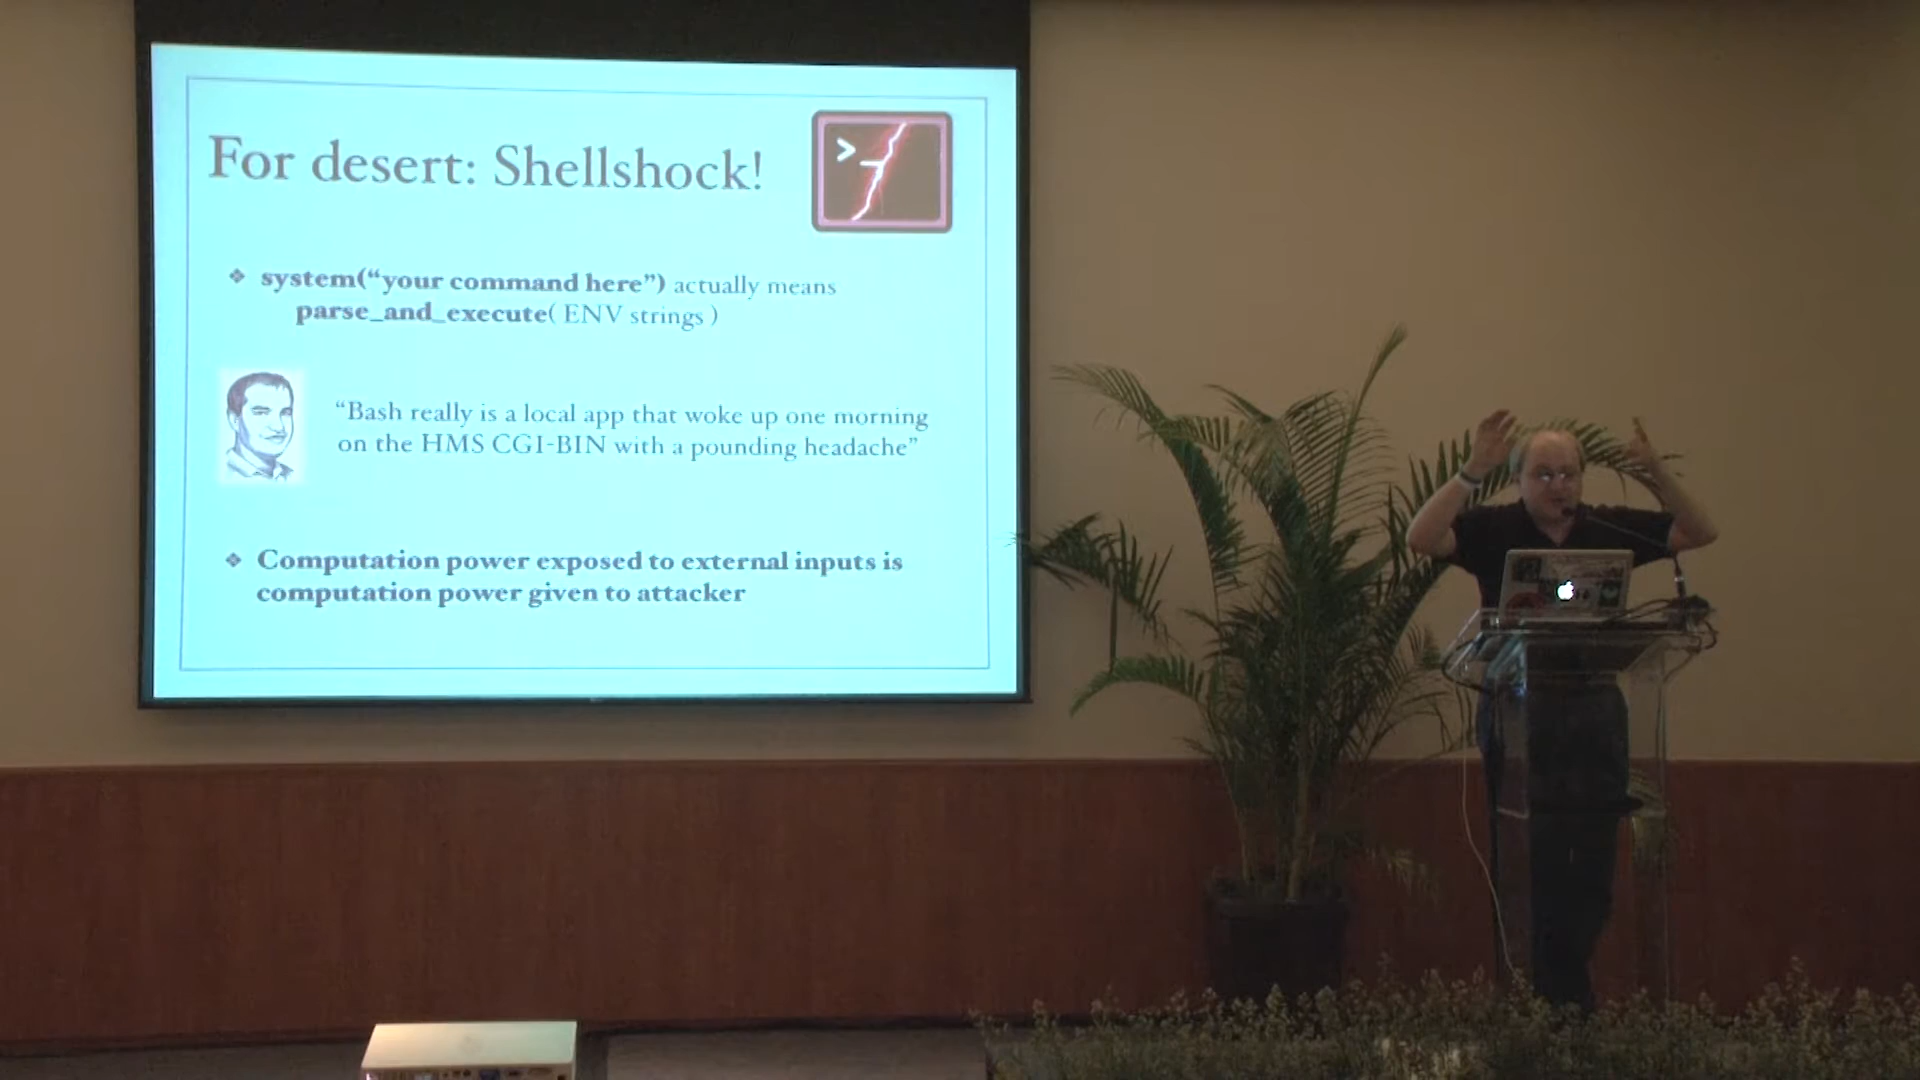 For desert: Shellshock!
>_
❖ system(“your command here”) actually means
parse_and_execute( ENV strings )
“Bash really is a local app that woke up one morning
on the HMS CGI-BIN with a pounding headache”
❖ Computation power exposed to external inputs is
computation power given to attacker